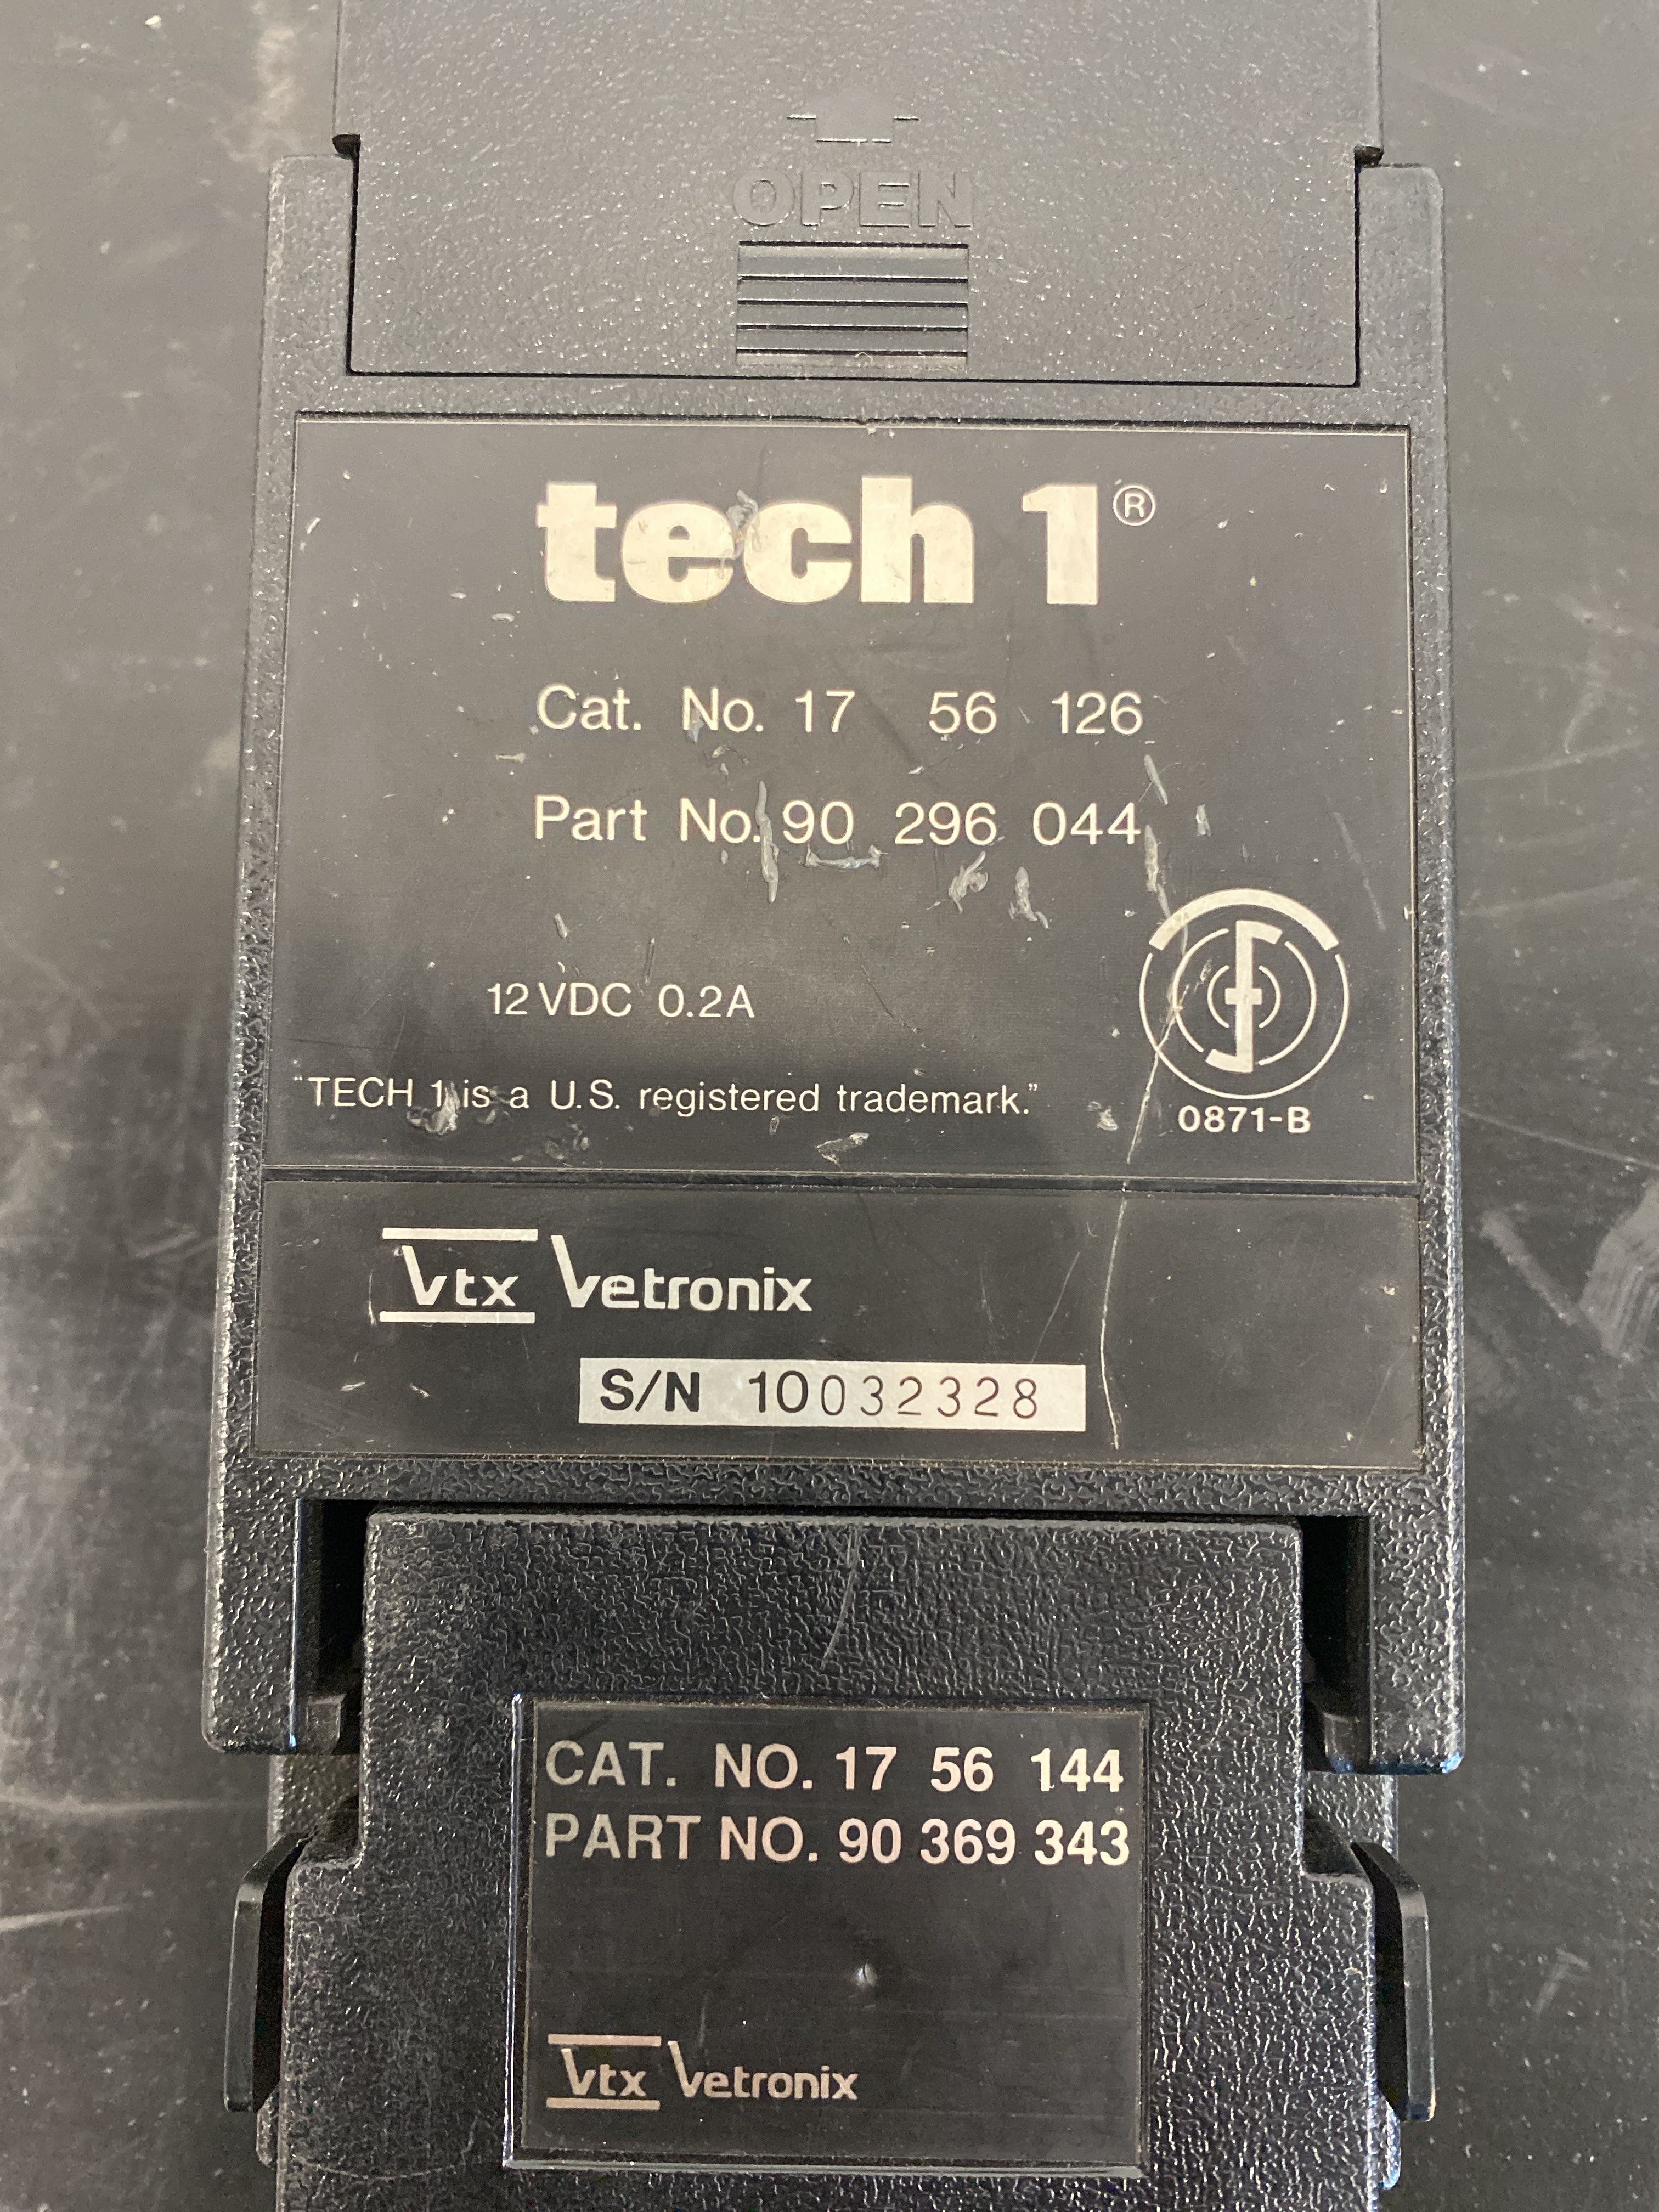 OPEN
tech 1®
Cat. No. 17 56 126
Part No. 90 296 044
12 VDC 0.2A
"TECH 1 is a U.S. registered trademark."
0871-B
Vtx Vetronix
S/N 10032328
CAT. NO. 17 56 144
PART NO. 90 369 343
Vtx Vetronix